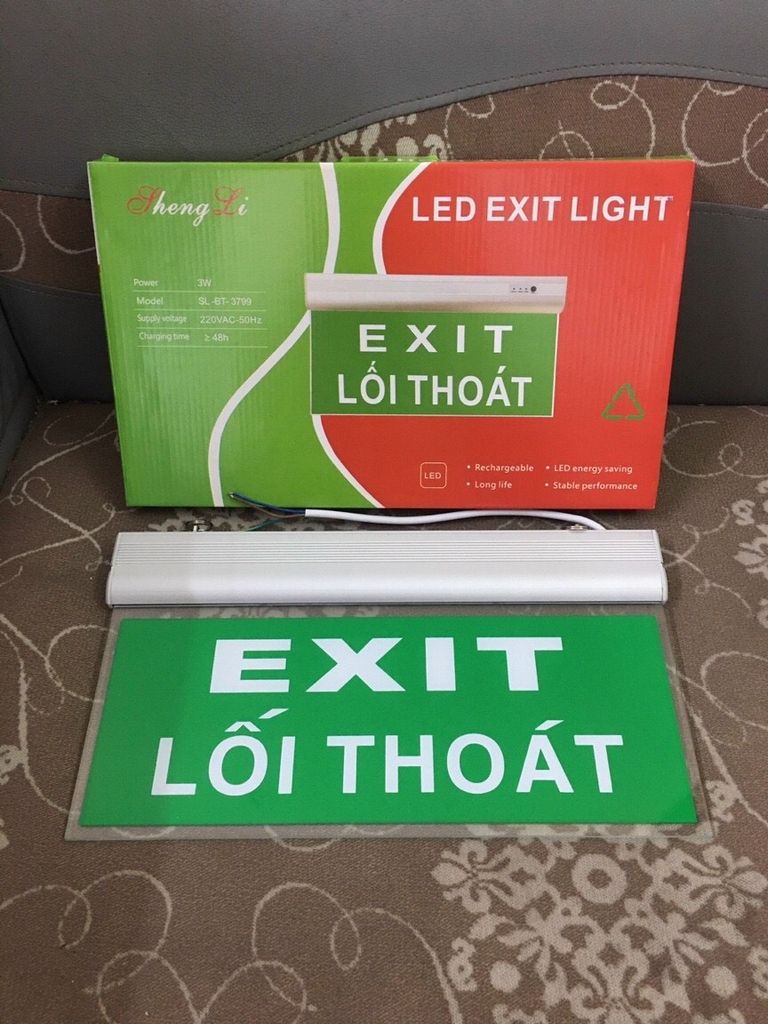 Sheng Li
LED EXIT LIGHT
Power 3W
Model SL-BT-3799
Supply voltage 220VAC-50Hz
Charging time ≥ 48h
EXIT
LỐI THOÁT
LED
• Rechargeable • LED energy saving
• Long life • Stable performance
EXIT
LỐI THOÁT